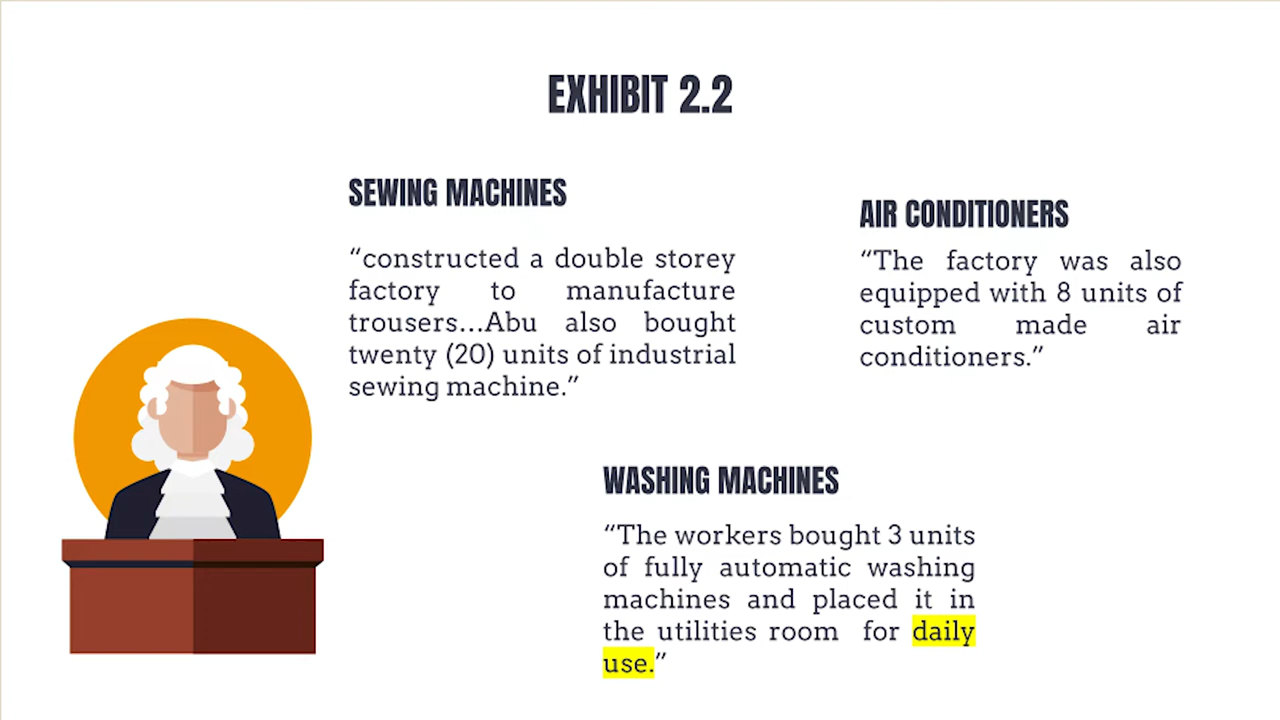 EXHIBIT 2.2
SEWING MACHINES
“constructed a double storey
factory to manufacture
trousers...Abu also bought
twenty (20) units of industrial
sewing machine.”
AIR CONDITIONERS
“The factory was also
equipped with 8 units of
custom made air
conditioners.”
WASHING MACHINES
“The workers bought 3 units
of fully automatic washing
machines and placed it in
the utilities room for daily
use.”